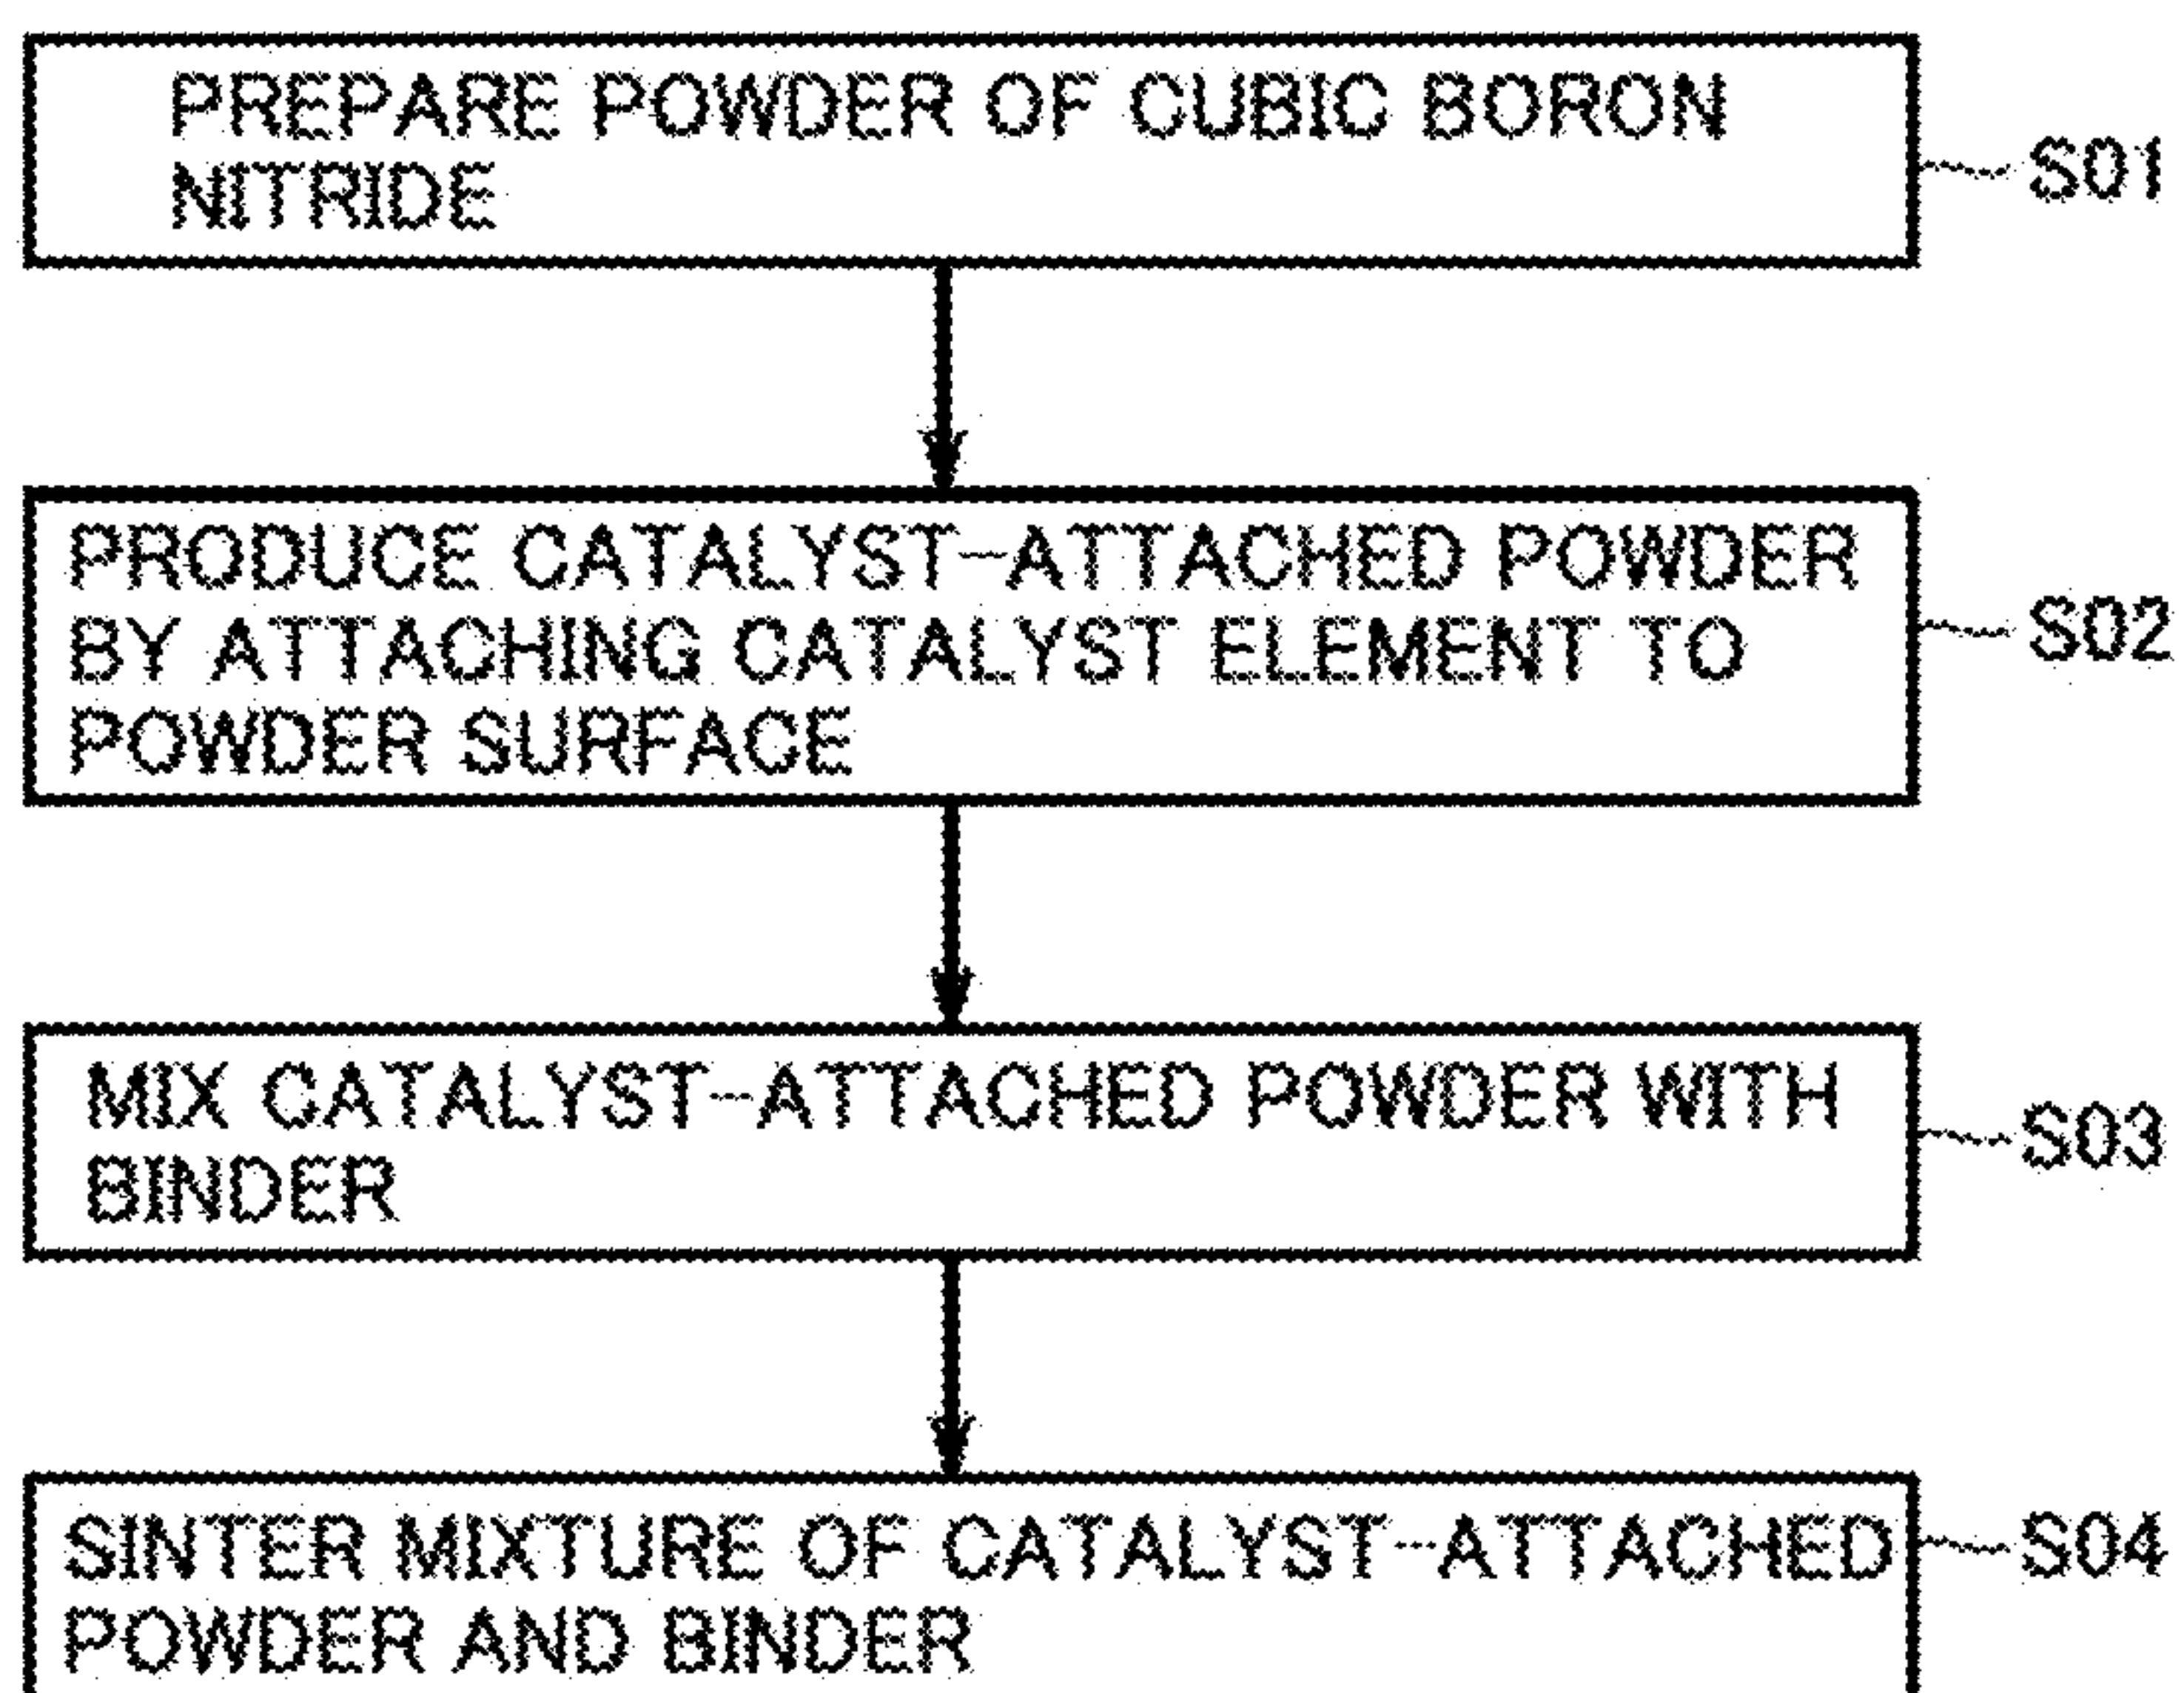 PREPARE POWDER OF CUBIC BORON
NITRIDE
S01
PRODUCE CATALYST-ATTACHED POWDER
BY ATTACHING CATALYST ELEMENT TO
POWDER SURFACE
S02
MIX CATALYST-ATTACHED POWDER WITH
BINDER
S03
SINTER MIXTURE OF CATALYST-ATTACHED
POWDER AND BINDER
S04